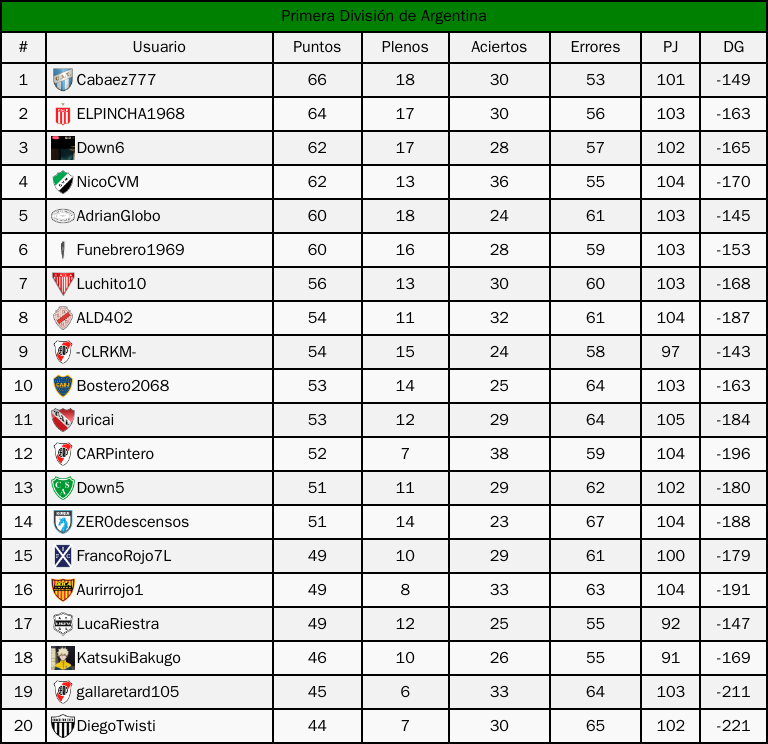 Primera División de Argentina
# Usuario Puntos Plenos Aciertos Errores PJ DG
1 Cabaez777 66 18 30 53 101 -149
2 ELPINCHA1968 64 17 30 56 103 -163
3 Down6 62 17 28 57 102 -165
4 NicoCVM 62 13 36 55 104 -170
5 AdrianGlobo 60 18 24 61 103 -145
6 Funebrero1969 60 16 28 59 103 -153
7 Luchito10 56 13 30 60 103 -168
8 ALD402 54 11 32 61 104 -187
9 -CLRKM- 54 15 24 58 97 -143
10 Bostero2068 53 14 25 64 103 -163
11 uricai 53 12 29 64 105 -184
12 CARPintero 52 7 38 59 104 -196
13 Down5 51 11 29 62 102 -180
14 ZER0descensos 51 14 23 67 104 -188
15 FrancoRojo7L 49 10 29 61 100 -179
16 Aurirrojo1 49 8 33 63 104 -191
17 LucaRiestra 49 12 25 55 92 -147
18 KatsukiBakugo 46 10 26 55 91 -169
19 gallaretard105 45 6 33 64 103 -211
20 DiegoTwisti 44 7 30 65 102 -221